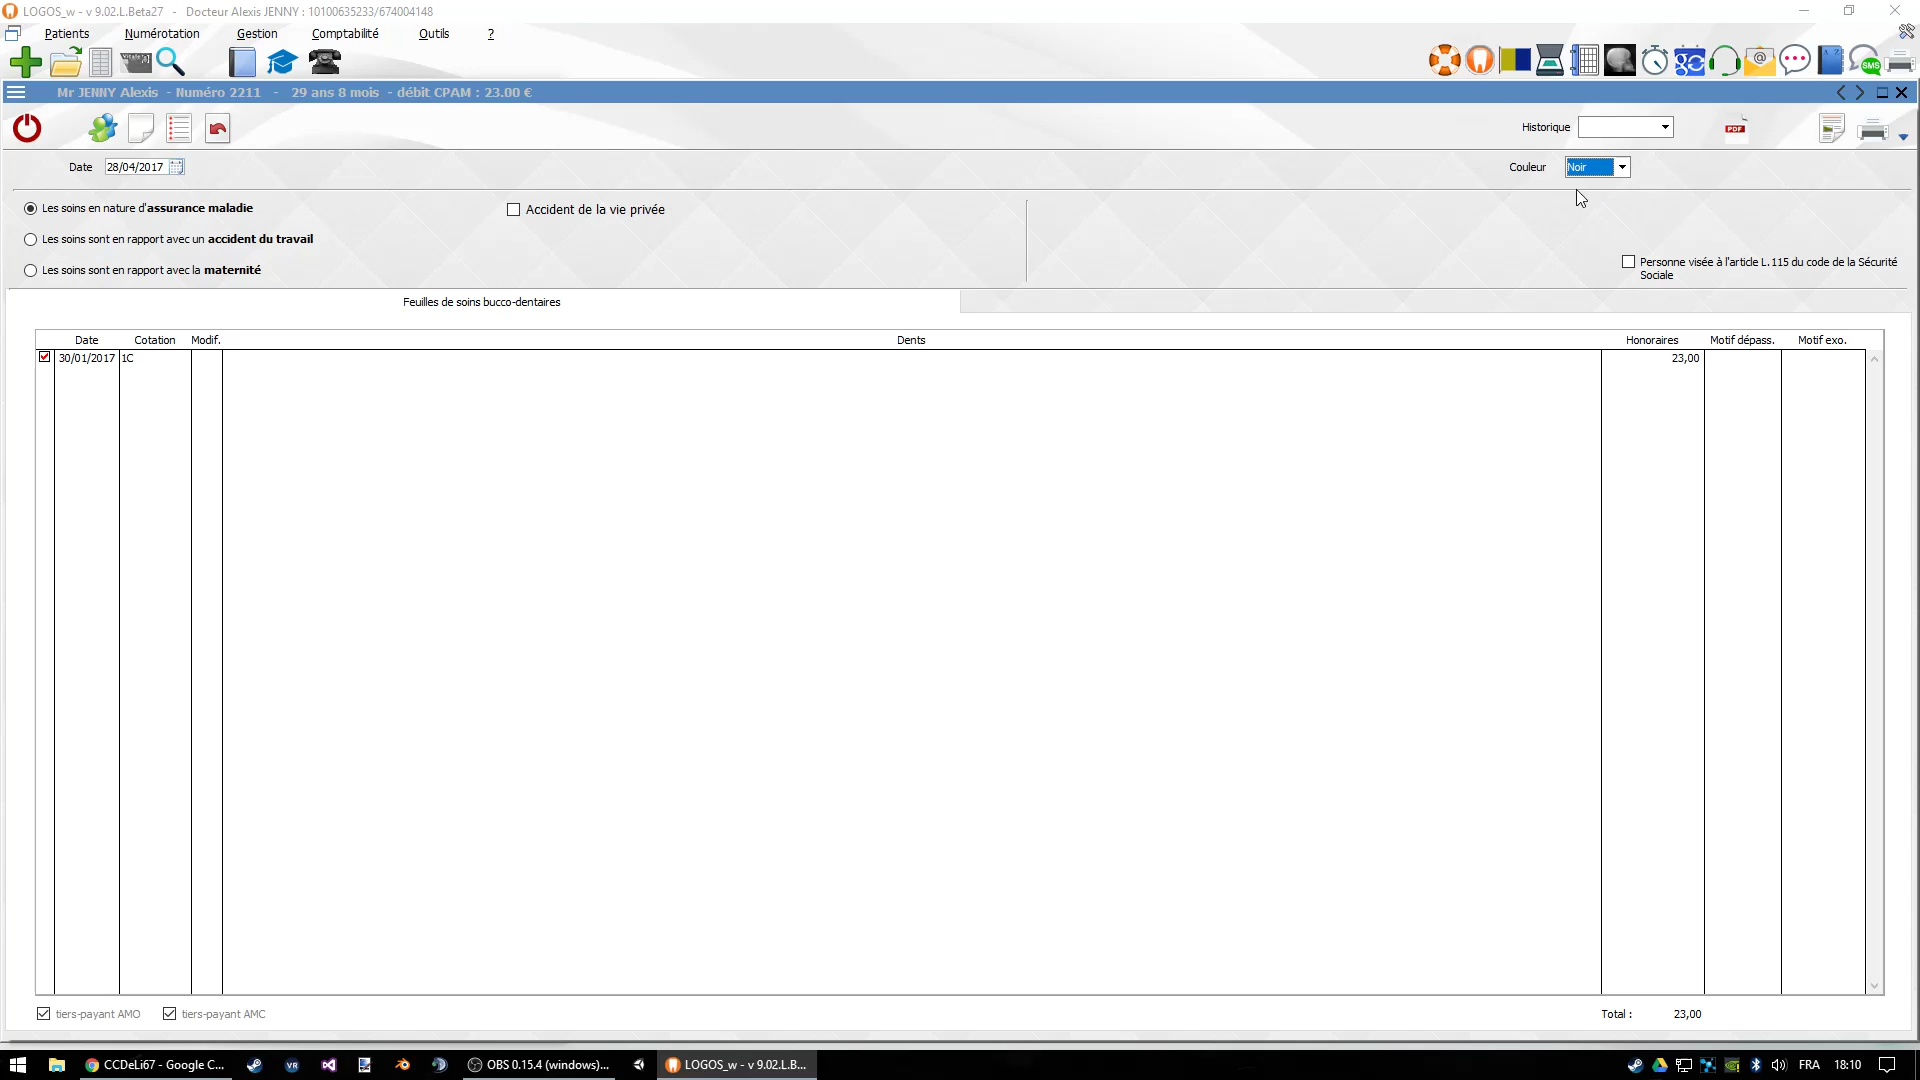 LOGOS_w - v 9.02.L.Beta27 - Docteur Alexis JENNY : 10100635233/674004148
Patients Numérotation Gestion Comptabilité Outils ?
SMS
Mr JENNY Alexis - Numéro 2211 - 29 ans 8 mois - débit CPAM : 23.00 €
Historique PDF
Date 28/04/2017 Couleur Noir
Les soins en nature d'assurance maladie
Accident de la vie privée
Les soins sont en rapport avec un accident du travail
Les soins sont en rapport avec la maternité
Personne visée à l'article L.115 du code de la Sécurité
Sociale
Feuilles de soins bucco-dentaires
Date Cotation Modif. Dents Honoraires Motif dépass. Motif exo.
30/01/2017 1C 23,00
tiers-payant AMO tiers-payant AMC Total : 23,00
CCDeLi67 - Google C... VR OBS 0.15.4 (windows)... LOGOS_w - v 9.02.L.B... FRA 18:10